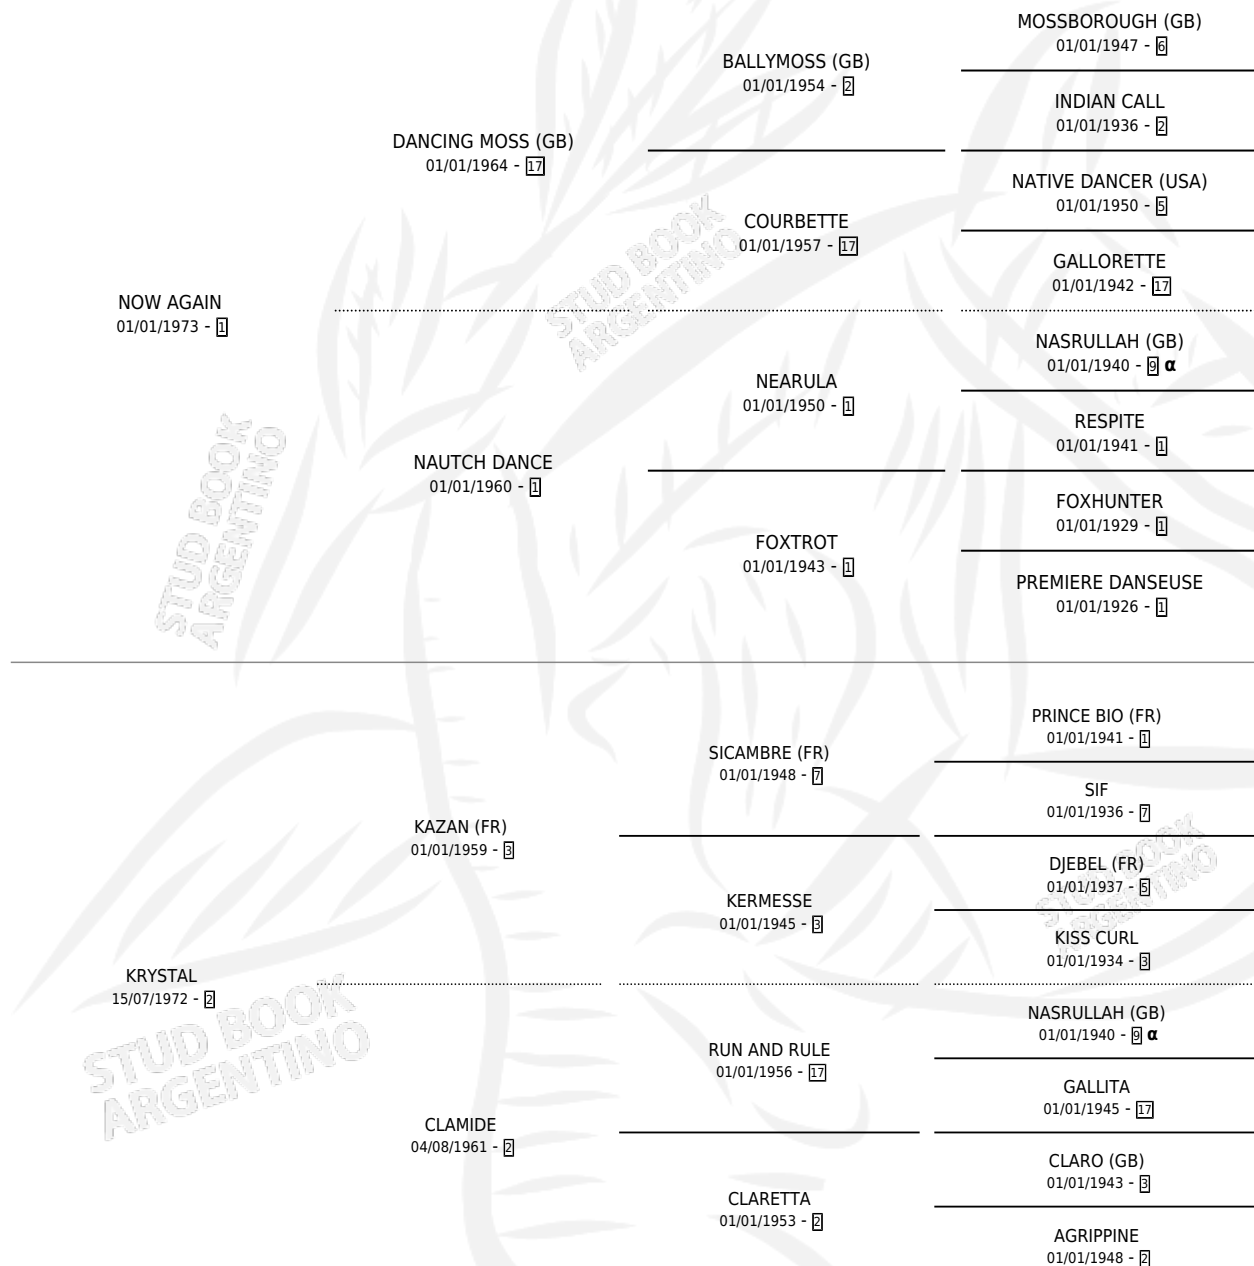 MOSSBOROUGH (GB)
01/01/1947 - 6
BALLYMOSS (GB)
01/01/1954 - 2
INDIAN CALL
01/01/1936 - 2
DANCING MOSS (GB)
01/01/1964 - 17
NATIVE DANCER (USA)
01/01/1950 - 5
COURBETTE
01/01/1957 - 17
GALLORETTE
01/01/1942 - 17
NOW AGAIN
01/01/1973 - 1
NASRULLAH (GB)
01/01/1940 - 9 α
NEARULA
01/01/1950 - 1
RESPITE
01/01/1941 - 1
NAUTCH DANCE
01/01/1960 - 1
FOXHUNTER
01/01/1929 - 1
FOXTROT
01/01/1943 - 1
PREMIERE DANSEUSE
01/01/1926 - 1
PRINCE BIO (FR)
01/01/1941 - 1
SICAMBRE (FR)
01/01/1948 - 7
SIF
01/01/1936 - 7
KAZAN (FR)
01/01/1959 - 3
DJEBEL (FR)
01/01/1937 - 5
KERMESSE
01/01/1945 - 3
KISS CURL
01/01/1934 - 3
KRYSTAL
15/07/1972 - 2
NASRULLAH (GB)
01/01/1940 - 9 α
RUN AND RULE
01/01/1956 - 17
GALLITA
01/01/1945 - 17
CLAMIDE
04/08/1961 - 2
CLARO (GB)
01/01/1943 - 3
CLARETTA
01/01/1953 - 2
AGRIPPINE
01/01/1948 - 2
STUD BOOK
ARGENTINO
STUD BOOK
ARGENTINO
STUD BOOK
ARGENTINO
STUD BOOK
ARGENTINO